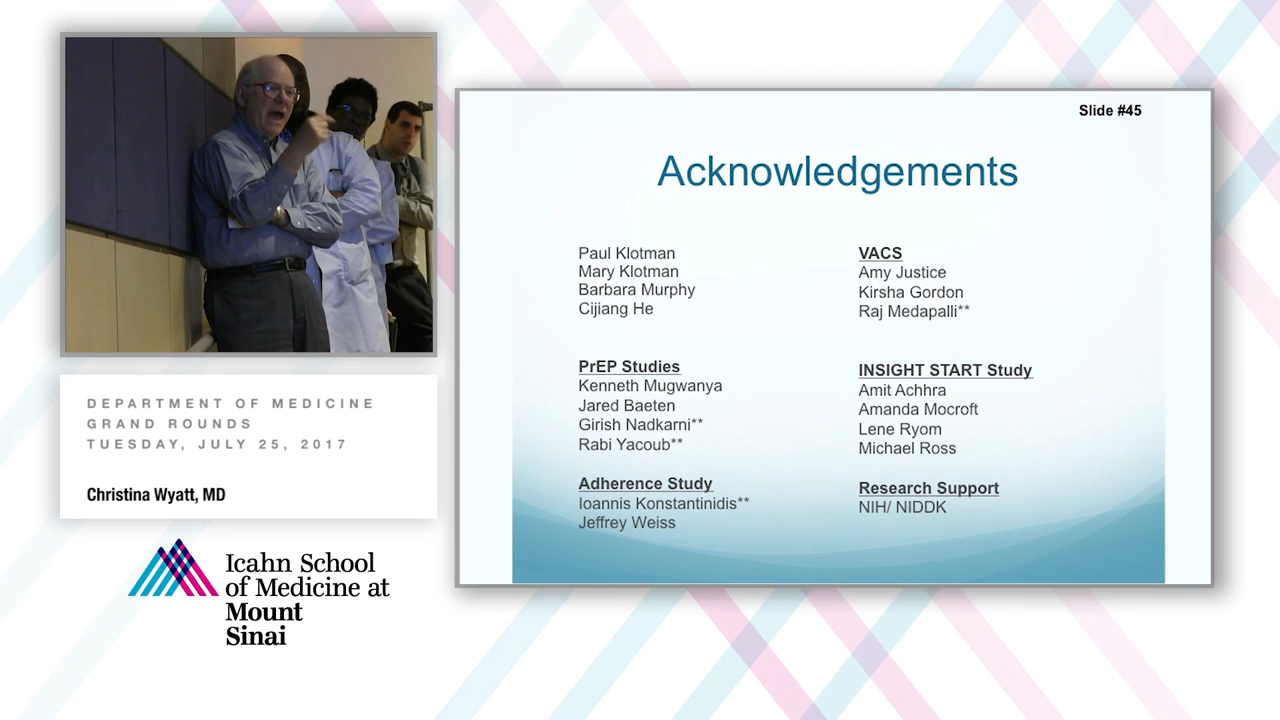 DEPARTMENT OF MEDICINE
GRAND ROUNDS
TUESDAY, JULY 25, 2017
Christina Wyatt, MD
Icahn School
of Medicine at
Mount
Sinai
Slide #45
Acknowledgements
Paul Klotman
Mary Klotman
Barbara Murphy
Cijiang He
PrEP Studies
Kenneth Mugwanya
Jared Baeten
Girish Nadkarni**
Rabi Yacoub**
Adherence Study
Ioannis Konstantinidis**
Jeffrey Weiss
VACS
Amy Justice
Kirsha Gordon
Raj Medapalli**
INSIGHT START Study
Amit Achhra
Amanda Mocroft
Lene Ryom
Michael Ross
Research Support
NIH/ NIDDK